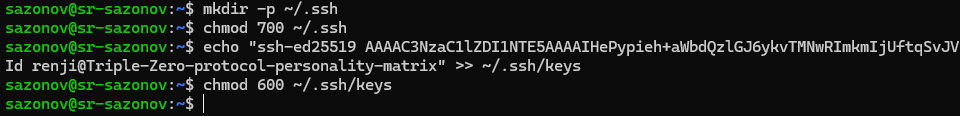 sazonov@sr-sazonov:~$ mkdir -p ~/.ssh
sazonov@sr-sazonov:~$ chmod 700 ~/.ssh
sazonov@sr-sazonov:~$ echo "ssh-ed25519 AAAAC3NzaC1lZDI1NTE5AAAAIHePypieh+aWbdQzlGJ6ykvTMNwRImkmIjUftqSvJV
Id renji@Triple-Zero-protocol-personality-matrix" >> ~/.ssh/keys
sazonov@sr-sazonov:~$ chmod 600 ~/.ssh/keys
sazonov@sr-sazonov:~$